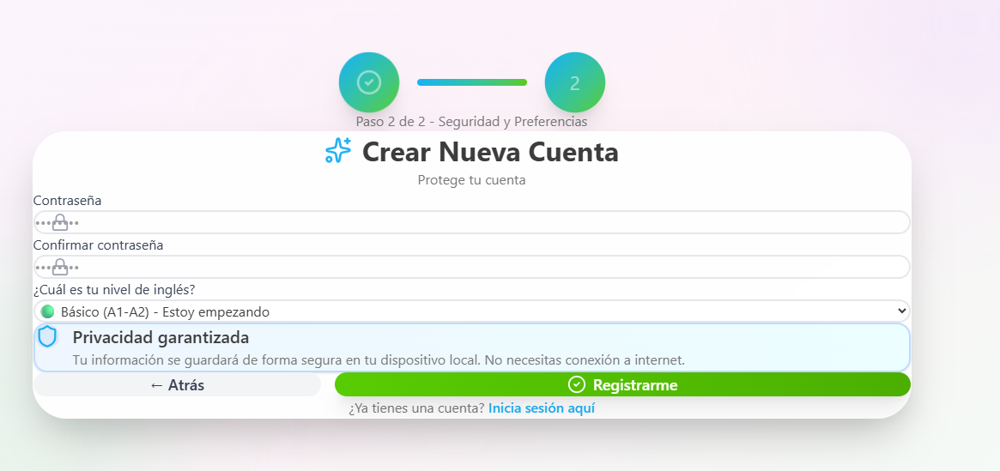 2
Paso 2 de 2 - Seguridad y Preferencias
Crear Nueva Cuenta
Protege tu cuenta
Contraseña
••••••
Confirmar contraseña
••••••
¿Cuál es tu nivel de inglés?
Básico (A1-A2) - Estoy empezando
Privacidad garantizada
Tu información se guardará de forma segura en tu dispositivo local. No necesitas conexión a internet.
← Atrás
Registrarme
¿Ya tienes una cuenta? Inicia sesión aquí